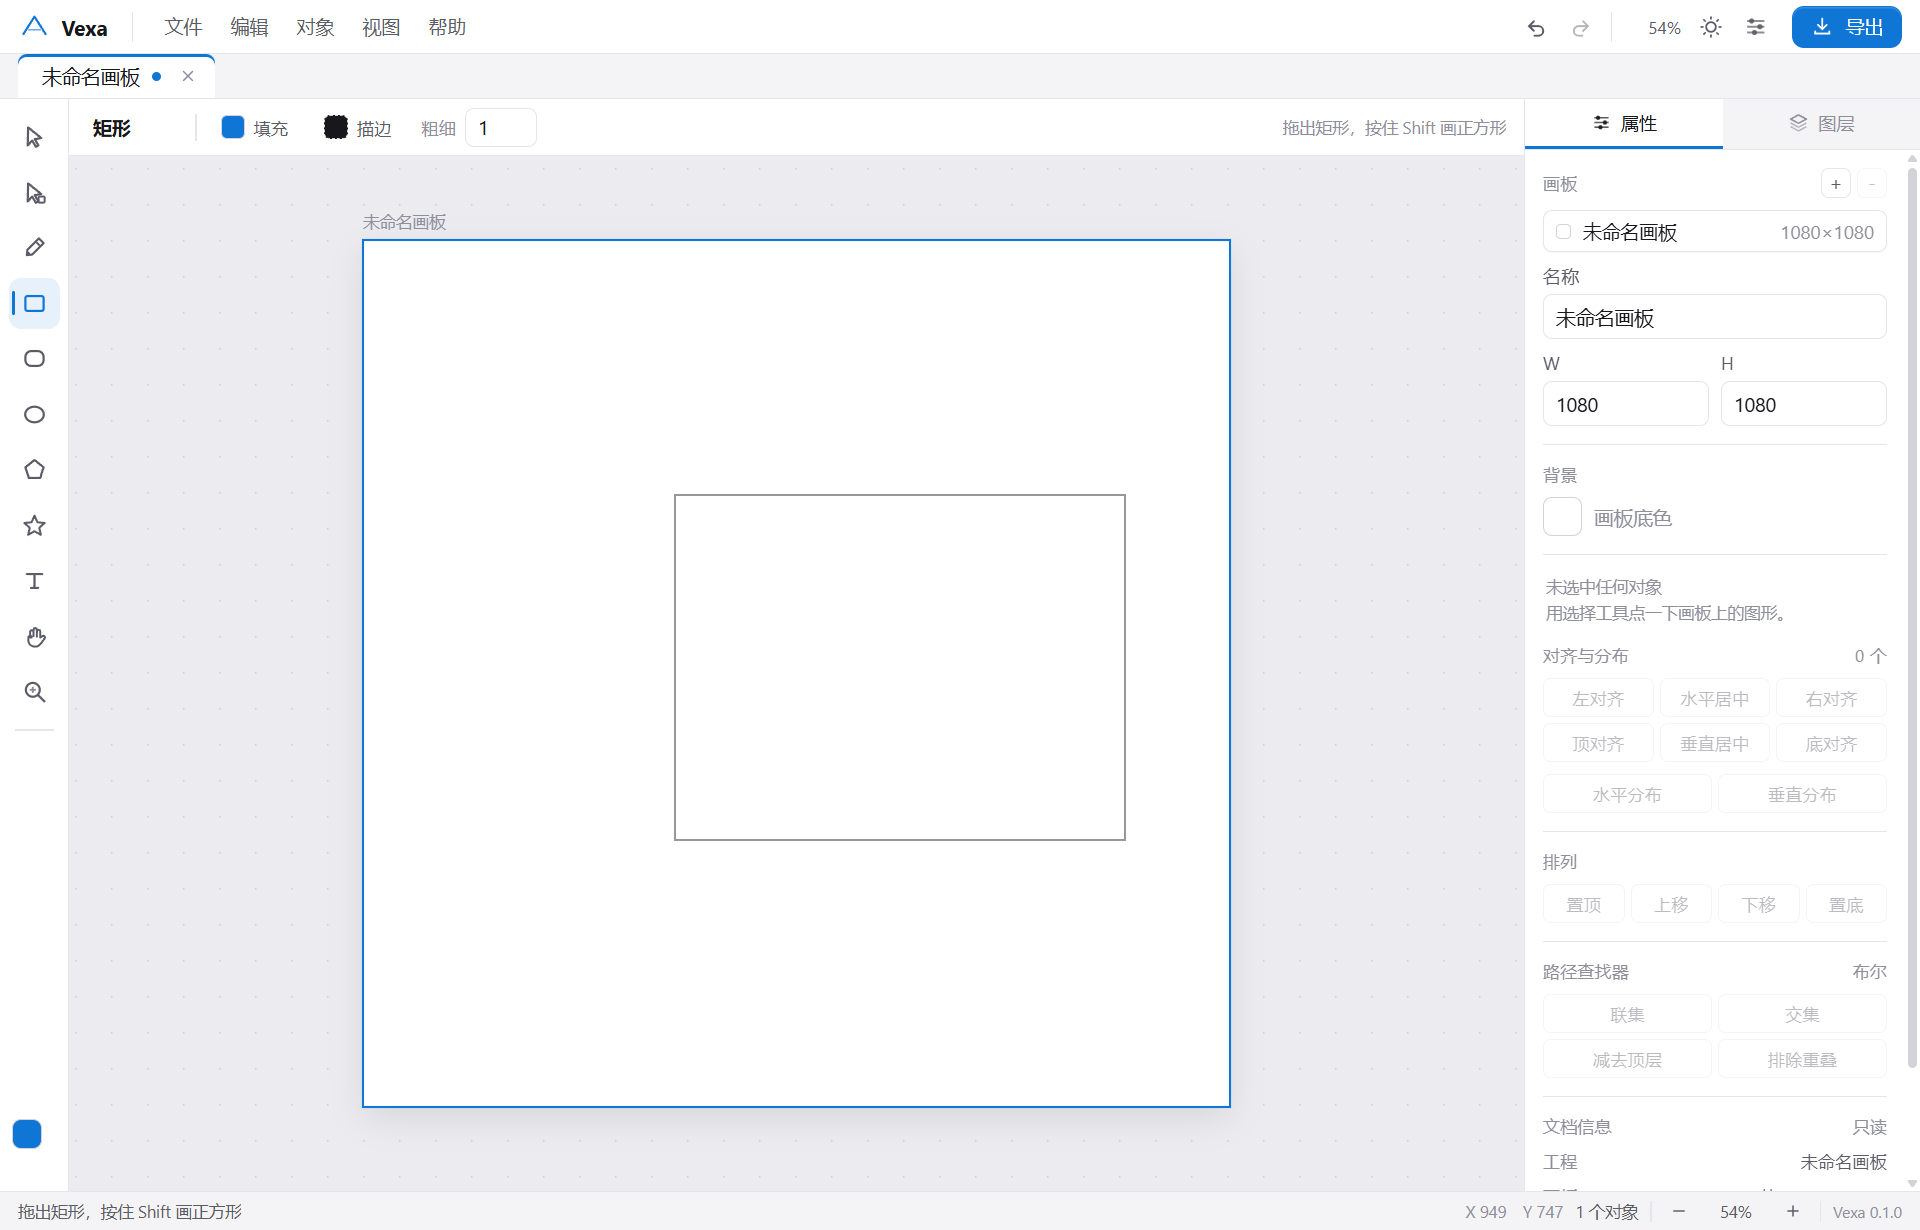 Vexa 文件 编辑 对象 视图 帮助 54% 导出
未命名画板
矩形 填充 描边 粗细 1 拖出矩形，按住 Shift 画正方形
属性 图层
未命名画板
画板 + -
未命名画板 1080×1080
名称
未命名画板
W H
1080 1080
背景
画板底色
未选中任何对象
用选择工具点一下画板上的图形。
对齐与分布 0 个
左对齐 水平居中 右对齐
顶对齐 垂直居中 底对齐
水平分布 垂直分布
排列
置顶 上移 下移 置底
路径查找器 布尔
联集 交集
减去顶层 排除重叠
文档信息 只读
工程 未命名画板
拖出矩形，按住 Shift 画正方形 X 949 Y 747 1 个对象 54% Vexa 0.1.0